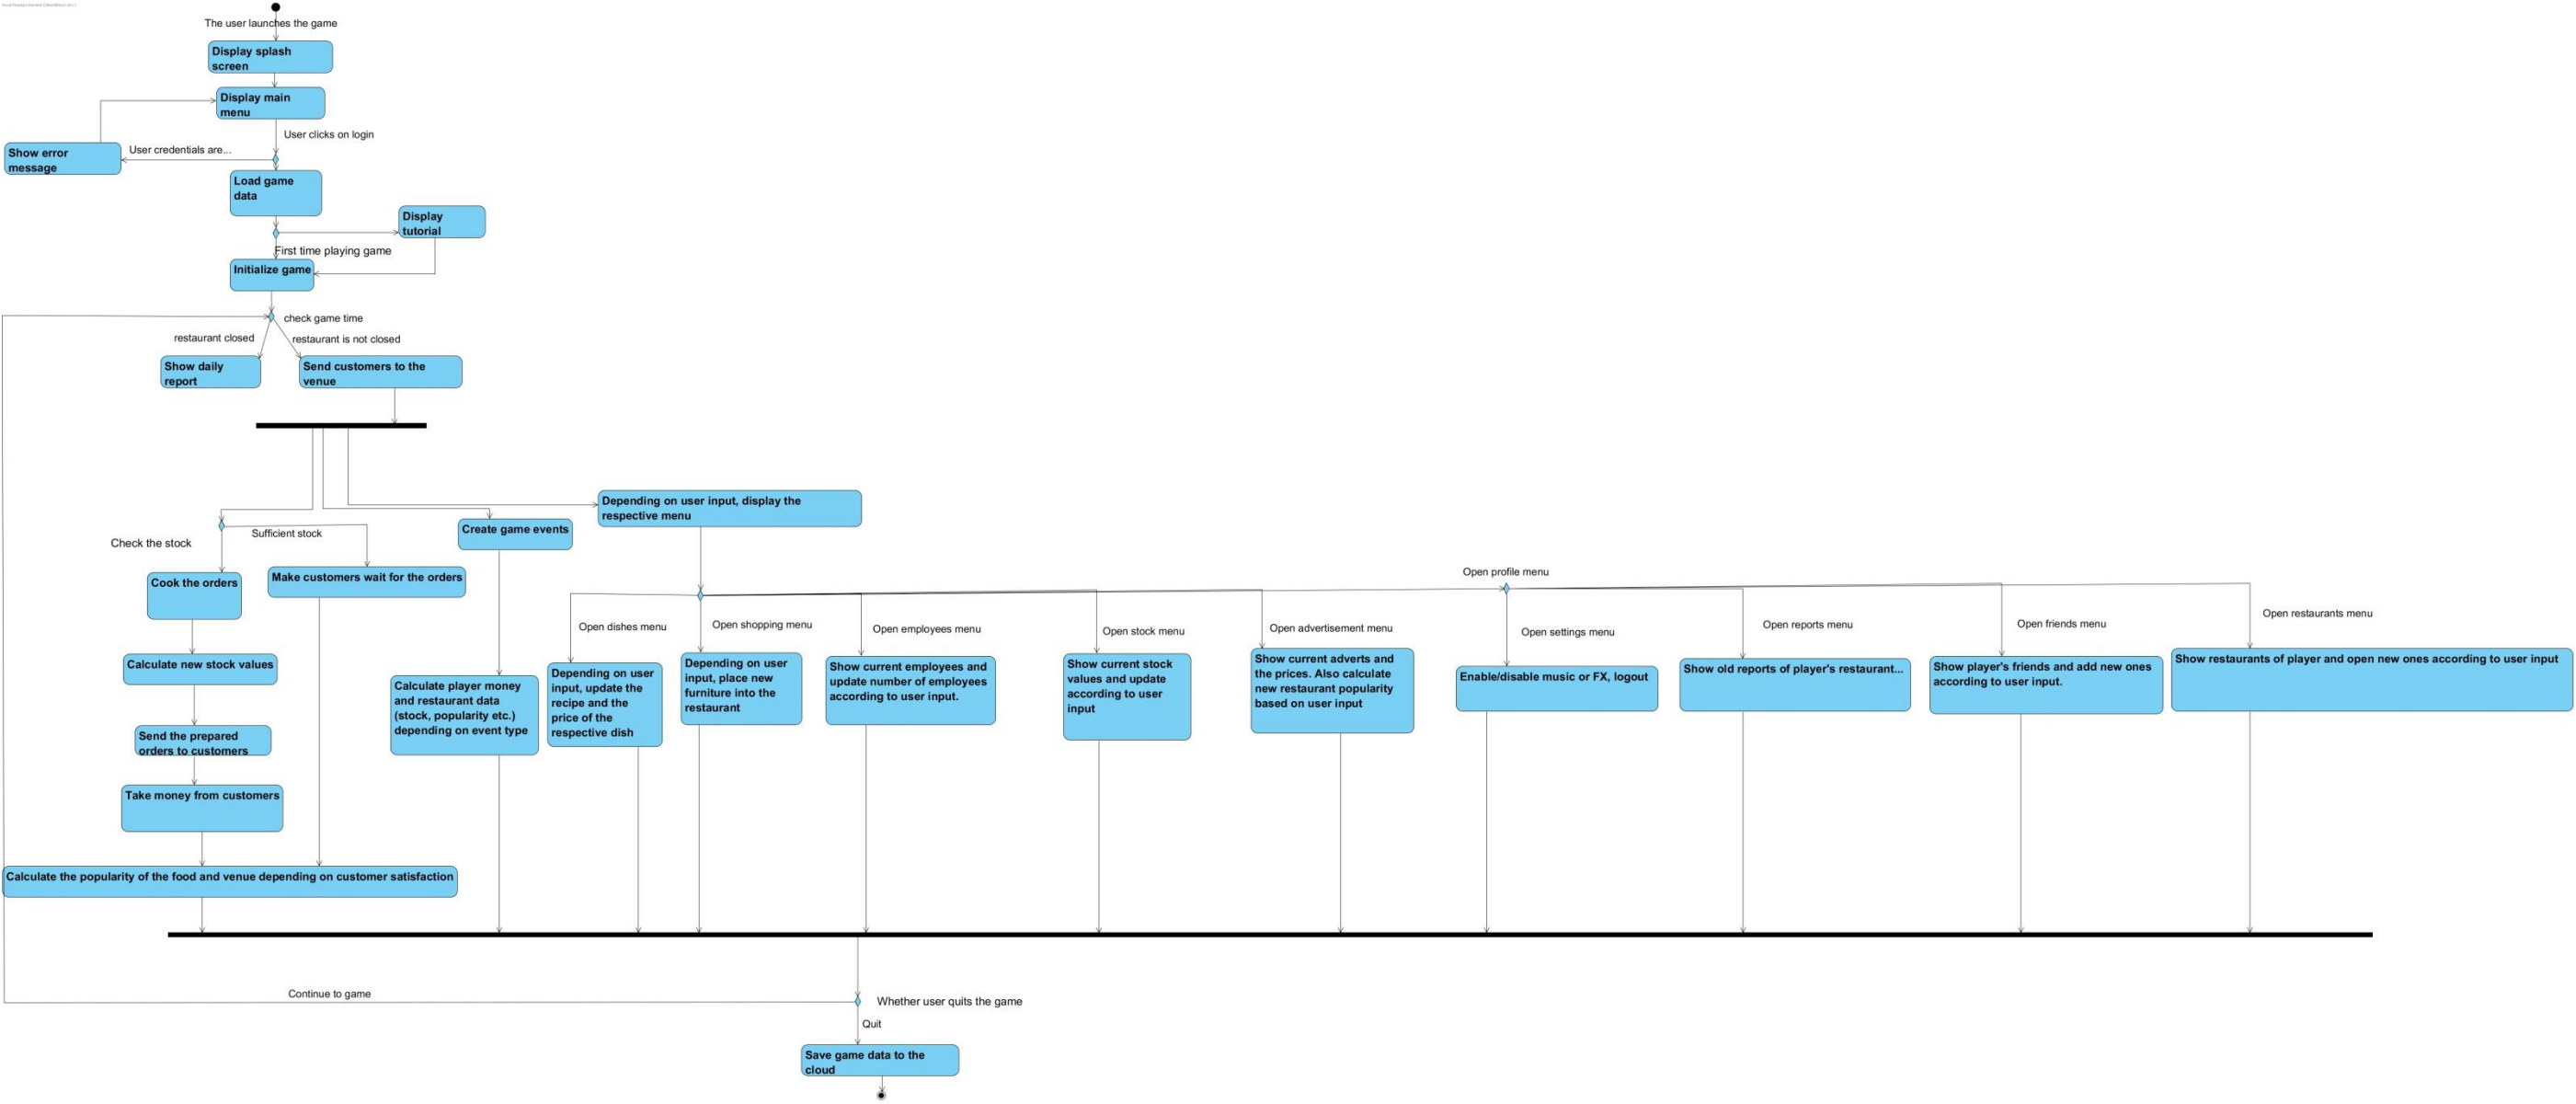 The user launches the game
Display splash
screen
Display main
menu
User clicks on login
User credentials are...
Show error
message
Load game
data
Display
tutorial
First time playing game
Initialize game
check game time
restaurant closed
restaurant is not closed
Show daily
report
Send customers to the
venue
Depending on user input, display the
respective menu
Create game events
Sufficient stock
Check the stock
Cook the orders
Make customers wait for the orders
Open profile menu
Open dishes menu
Open shopping menu
Open employees menu
Open stock menu
Open advertisement menu
Open settings menu
Open reports menu
Open friends menu
Open restaurants menu
Calculate new stock values
Calculate player money
and restaurant data
(stock, popularity etc.)
depending on event type
Depending on user
input, update the
recipe and the
price of the
respective dish
Depending on user
input, place new
furniture into the
restaurant
Show current employees and
update number of employees
according to user input.
Show current stock
values and update
according to user
input
Show current adverts and
the prices. Also calculate
new restaurant popularity
based on user input
Enable/disable music or FX, logout
Show old reports of player's restaurant...
Show player's friends and add new ones
according to user input.
Show restaurants of player and open new ones according to user input
Send the prepared
orders to customers
Take money from customers
Calculate the popularity of the food and venue depending on customer satisfaction
Continue to game
Whether user quits the game
Quit
Save game data to the
cloud